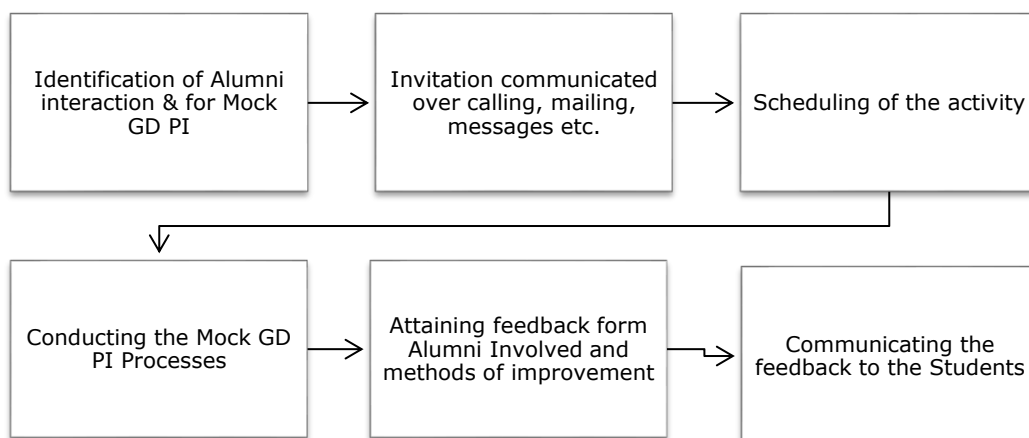 Identification of Alumni
interaction & for Mock
GD PI
Invitation communicated
over calling, mailing,
messages etc.
Scheduling of the activity
Conducting the Mock GD
PI Processes
Attaining feedback form
Alumni Involved and
methods of improvement
Communicating the
feedback to the Students